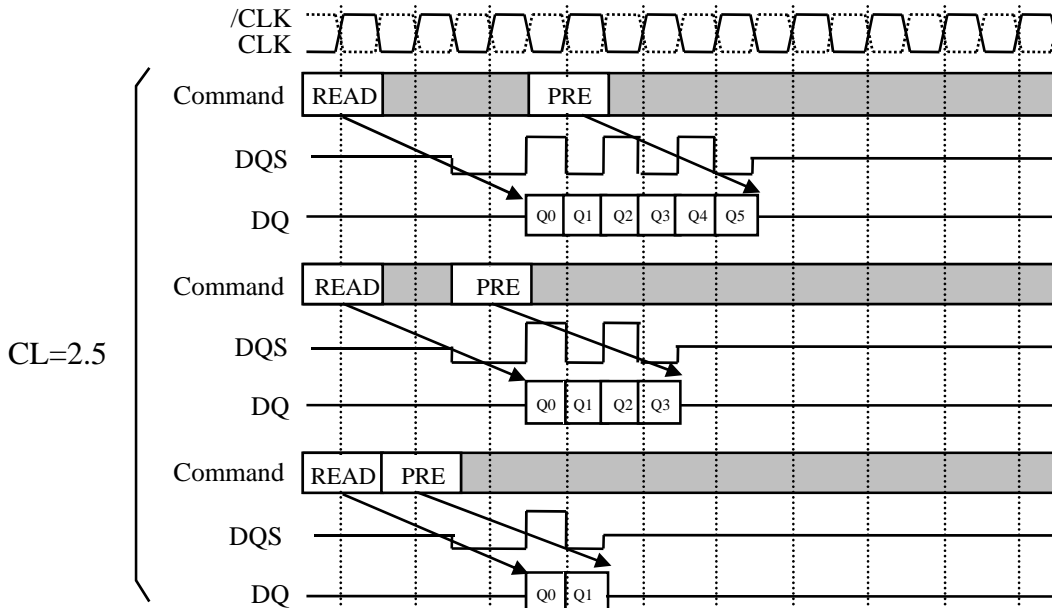 /CLK
CLK
Command READ PRE
DQS
DQ Q0 Q1 Q2 Q3 Q4 Q5
Command READ PRE
CL=2.5
DQS
DQ Q0 Q1 Q2 Q3
Command READ PRE
DQS
DQ Q0 Q1